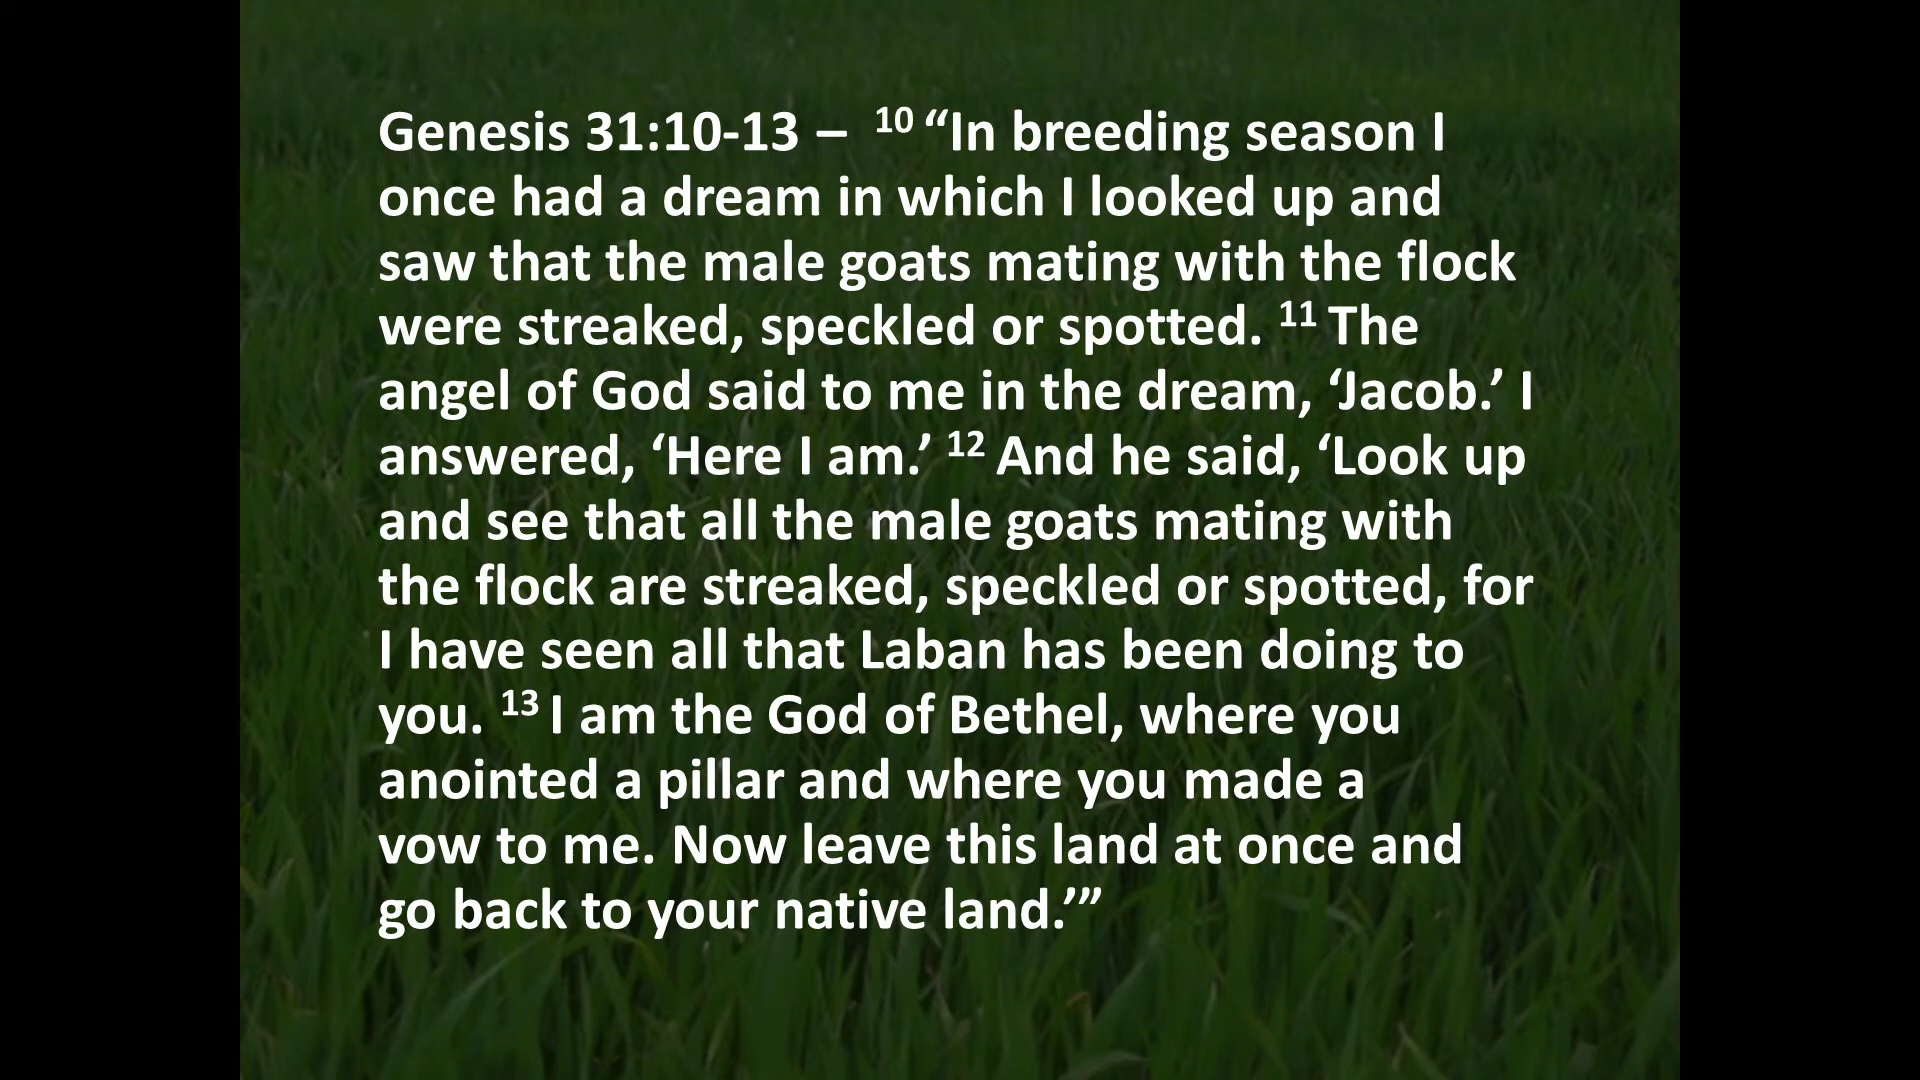 Genesis 31:10-13 –  10 “In breeding season I
once had a dream in which I looked up and
saw that the male goats mating with the flock
were streaked, speckled or spotted. 11 The
angel of God said to me in the dream, ‘Jacob.’ I
answered, ‘Here I am.’ 12 And he said, ‘Look up
and see that all the male goats mating with
the flock are streaked, speckled or spotted, for
I have seen all that Laban has been doing to
you. 13 I am the God of Bethel, where you
anointed a pillar and where you made a
vow to me. Now leave this land at once and
go back to your native land.’”